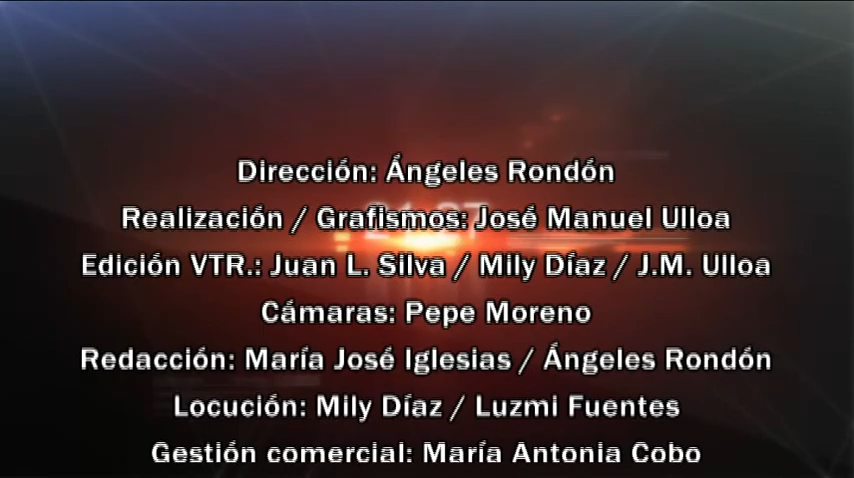 Dirección: Ángeles Rondón
Realización / Grafismos: José Manuel Ulloa
Edición VTR.: Juan L. Silva / Mily Díaz / J.M. Ulloa
Cámaras: Pepe Moreno
Redacción: María José Iglesias / Ángeles Rondón
Locución: Mily Díaz / Luzmi Fuentes
Gestión comercial: María Antonia Cobo